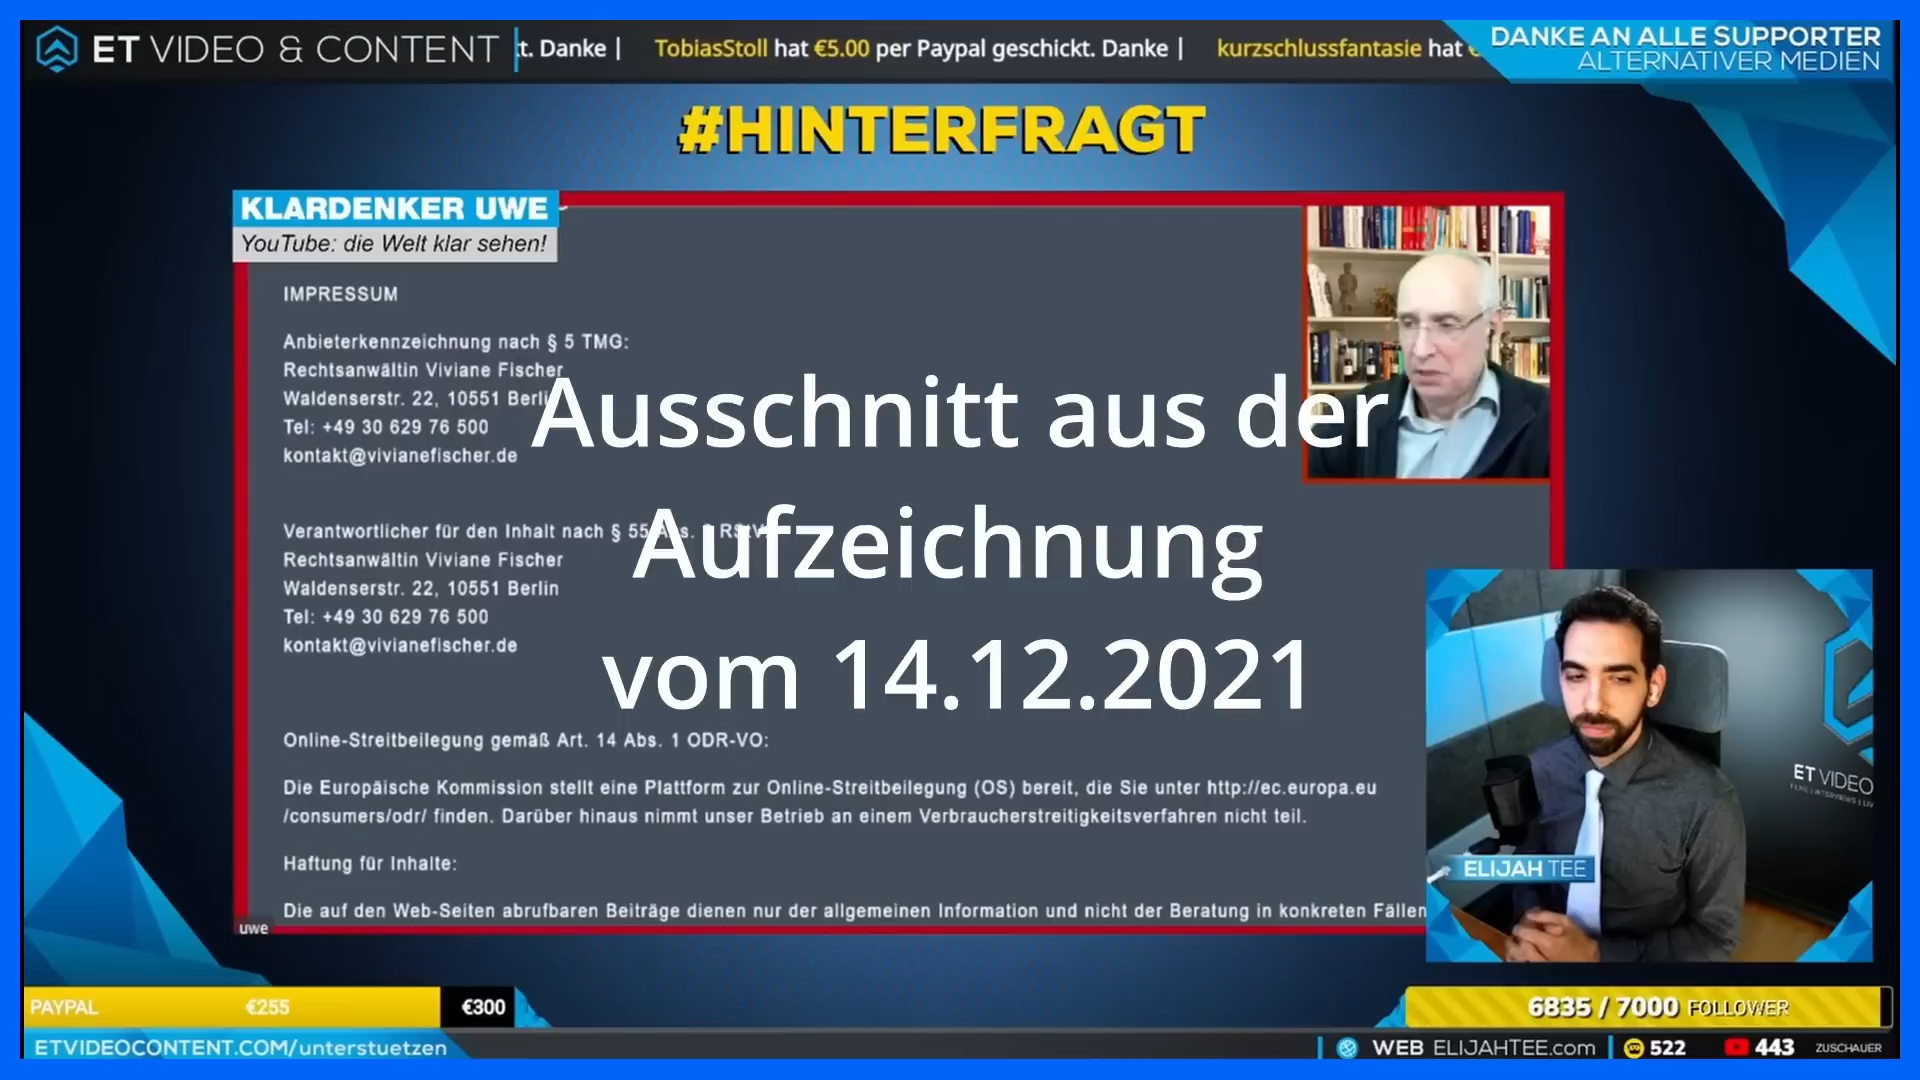 ET VIDEO & CONTENT
t. Danke | TobiasStoll hat €5.00 per Paypal geschickt. Danke | kurzschlussfantasie hat
DANKE AN ALLE SUPPORTER
ALTERNATIVER MEDIEN
#HINTERFRAGT
KLARDENKER UWE
YouTube: die Welt klar sehen!
IMPRESSUM
Anbieterkennzeichnung nach § 5 TMG:
Rechtsanwältin Viviane Fischer
Waldenserstr. 22, 10551 Berlin
Tel: +49 30 629 76 500
kontakt@vivianefischer.de
Ausschnitt aus der
Aufzeichnung
vom 14.12.2021
Verantwortlicher für den Inhalt nach § 55
Rechtsanwältin Viviane Fischer
Waldenserstr. 22, 10551 Berlin
Tel: +49 30 629 76 500
kontakt@vivianefischer.de
Online-Streitbeilegung gemäß Art. 14 Abs. 1 ODR-VO:
Die Europäische Kommission stellt eine Plattform zur Online-Streitbeilegung (OS) bereit, die Sie unter http://ec.europa.eu
/consumers/odr/ finden. Darüber hinaus nimmt unser Betrieb an einem Verbraucherstreitigkeitsverfahren nicht teil.
Haftung für Inhalte:
Die auf den Web-Seiten abrufbaren Beiträge dienen nur der allgemeinen Information und nicht der Beratung in konkreten Fällen
uwe
ET VIDEO
ELIJAH TEE
PAYPAL €255 €300
6835 / 7000 FOLLOWER
ETVIDEOCONTENT.COM/unterstuetzen
WEB ELIJAHTEE.com
522
443 ZUSCHAUER